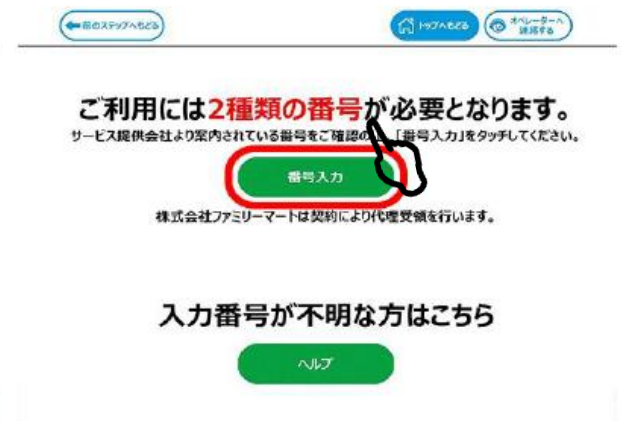 前のステップへもどる
トップへもどる
オペレーターへ
連絡する
ご利用には2種類の番号が必要となります。
サービス提供会社より案内されている番号をご確認の 「番号入力」をタッチしてください。
番号入力
株式会社ファミリーマートは契約により代理受領を行います。
入力番号が不明な方はこちら
ヘルプ